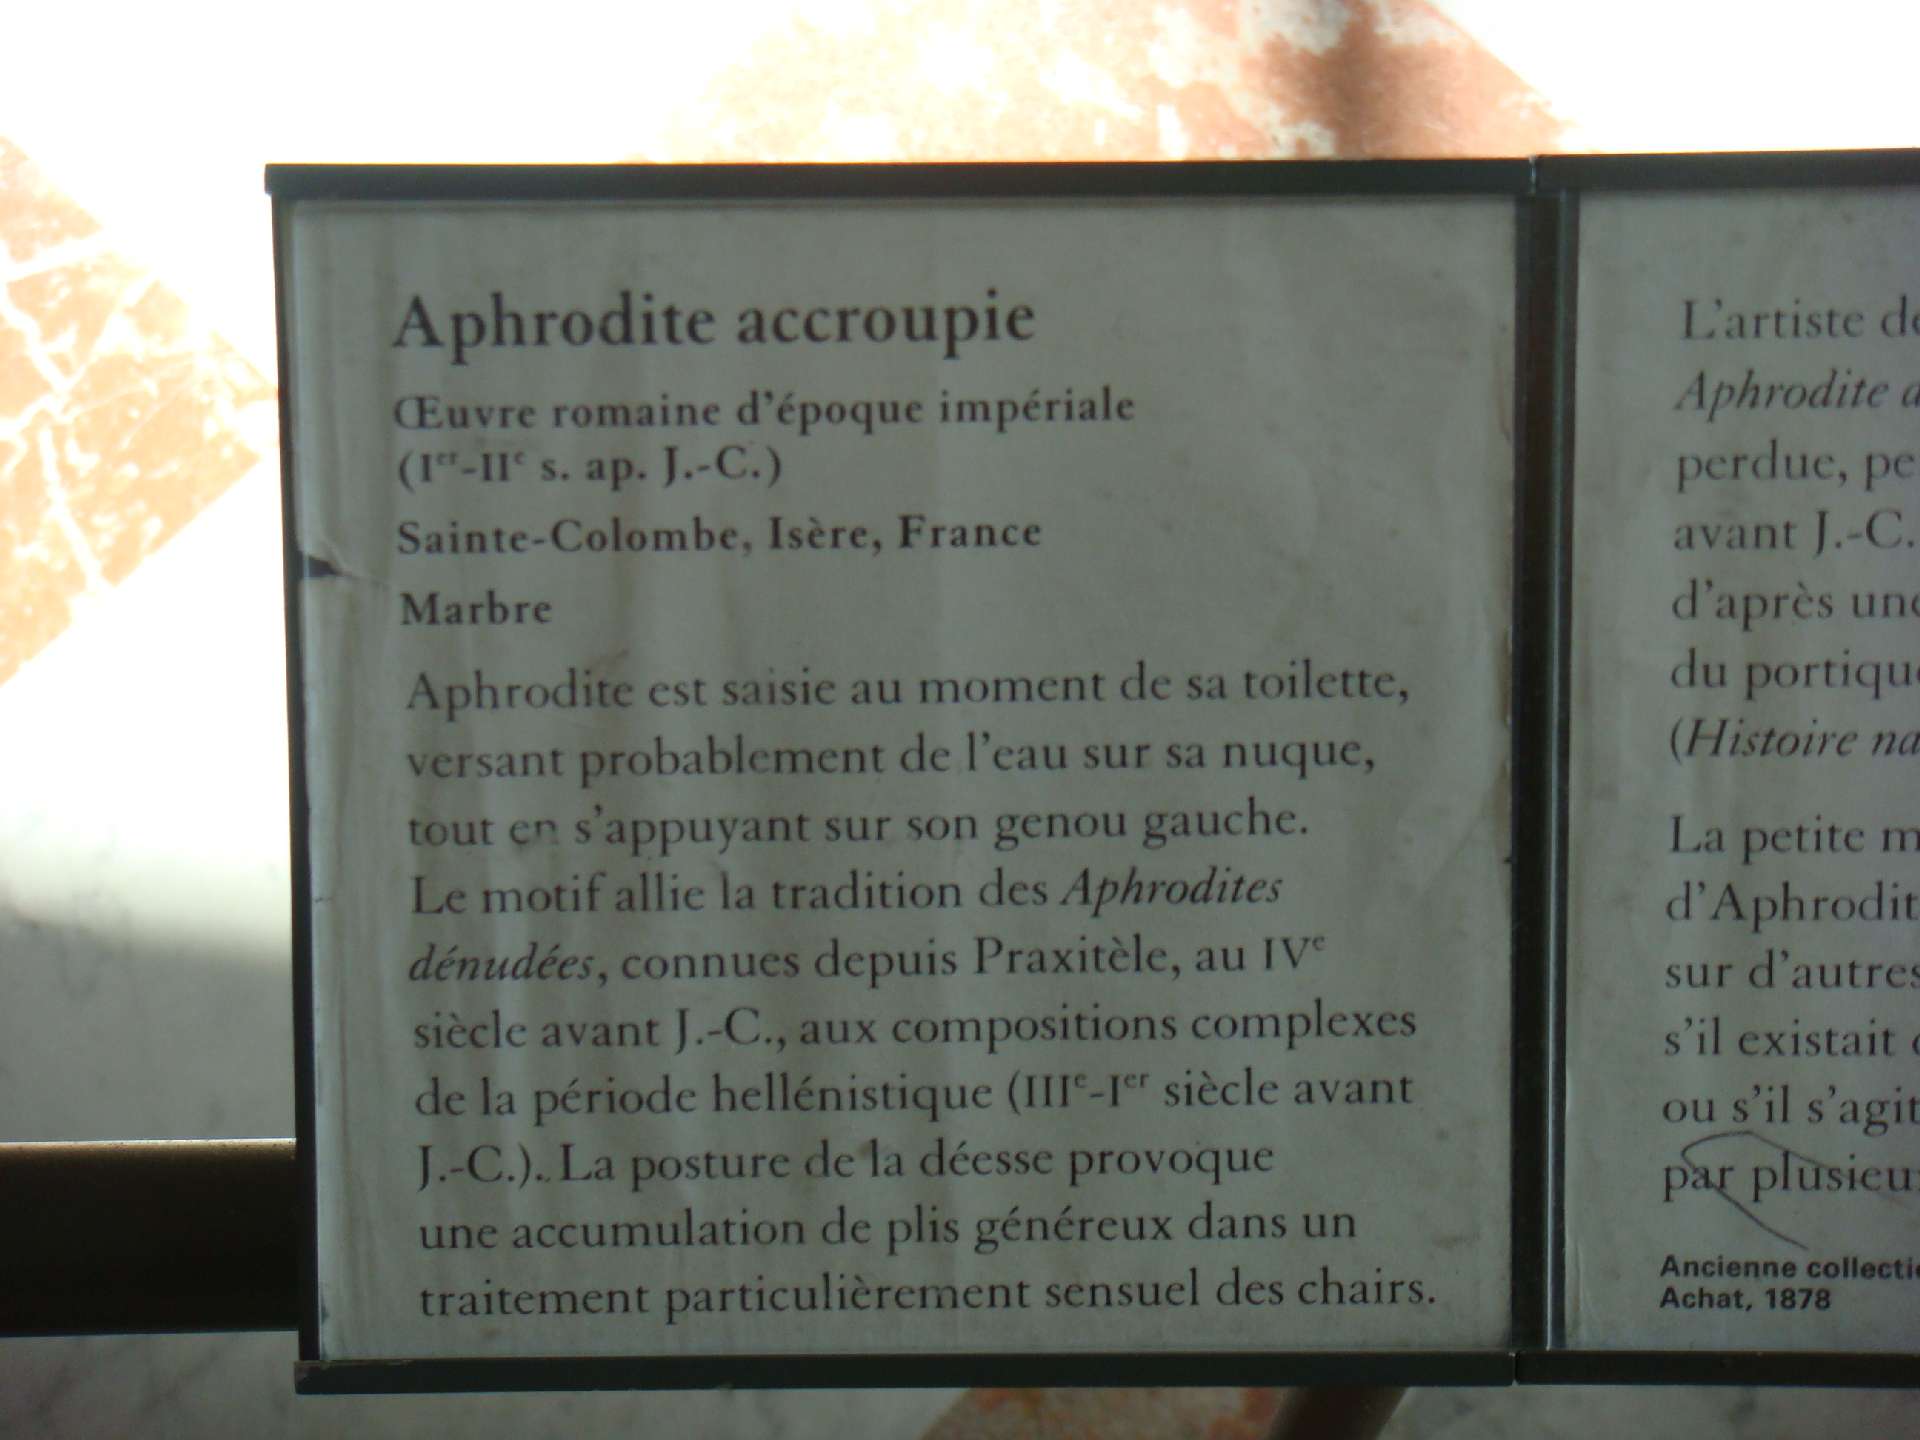 Aphrodite accroupie
Œuvre romaine d'époque impériale
(Ier-IIe s. ap. J.-C.)
Sainte-Colombe, Isère, France
Marbre
Aphrodite est saisie au moment de sa toilette,
versant probablement de l'eau sur sa nuque,
tout en s'appuyant sur son genou gauche.
Le motif allie la tradition des Aphrodites
dénudées, connues depuis Praxitèle, au IVe
siècle avant J.-C., aux compositions complexes
de la période hellénistique (IIIe-Ier siècle avant
J.-C.). La posture de la déesse provoque
une accumulation de plis généreux dans un
traitement particulièrement sensuel des chairs.
L'artiste
Aphrodite
perdue,
avant J.-C.
d'après
du
(Histoire
La petite
sur d'autres
s'il existait
ou s'il s'agit
par
Ancienne
Achat, 1878